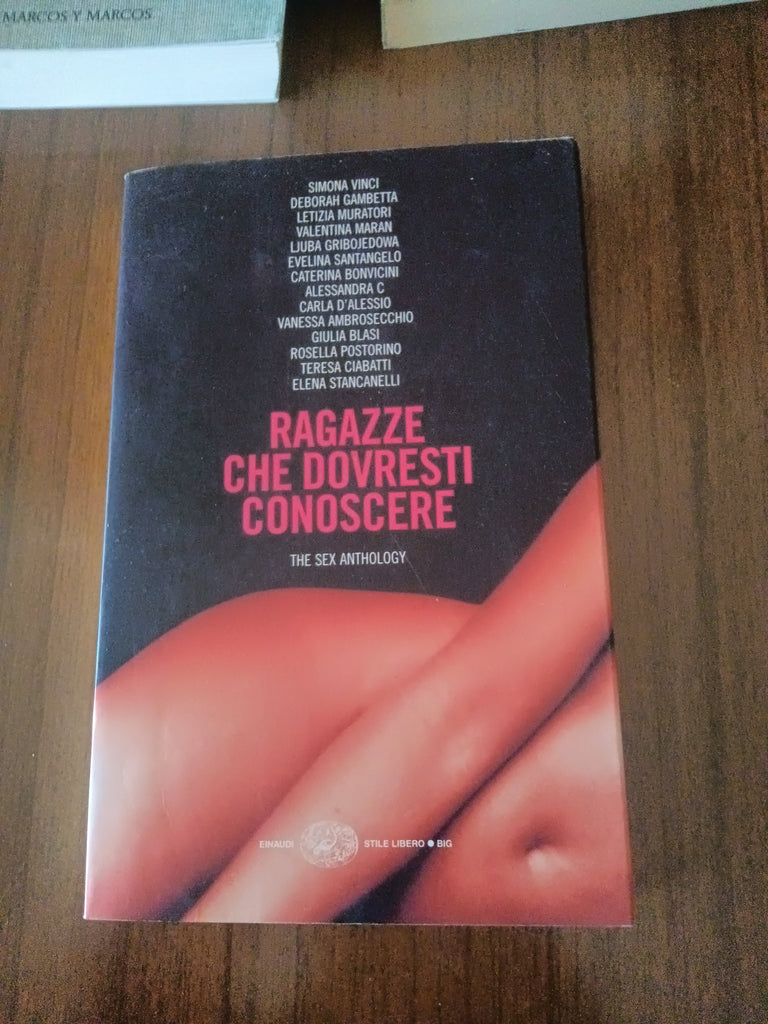 MARCOS Y MARCOS
SIMONA VINCI
DEBORAH GAMBETTA
LETIZIA MURATORI
VALENTINA MARAN
LJUBA GRIBOJEDOWA
EVELINA SANTANGELO
CATERINA BONVICINI
ALESSANDRA C
CARLA D'ALESSIO
VANESSA AMBROSECCHIO
GIULIA BLASI
ROSELLA POSTORINO
TERESA CIABATTI
ELENA STANCANELLI
RAGAZZE
CHE DOVRESTI
CONOSCERE
THE SEX ANTHOLOGY
EINAUDI STILE LIBERO ● BIG